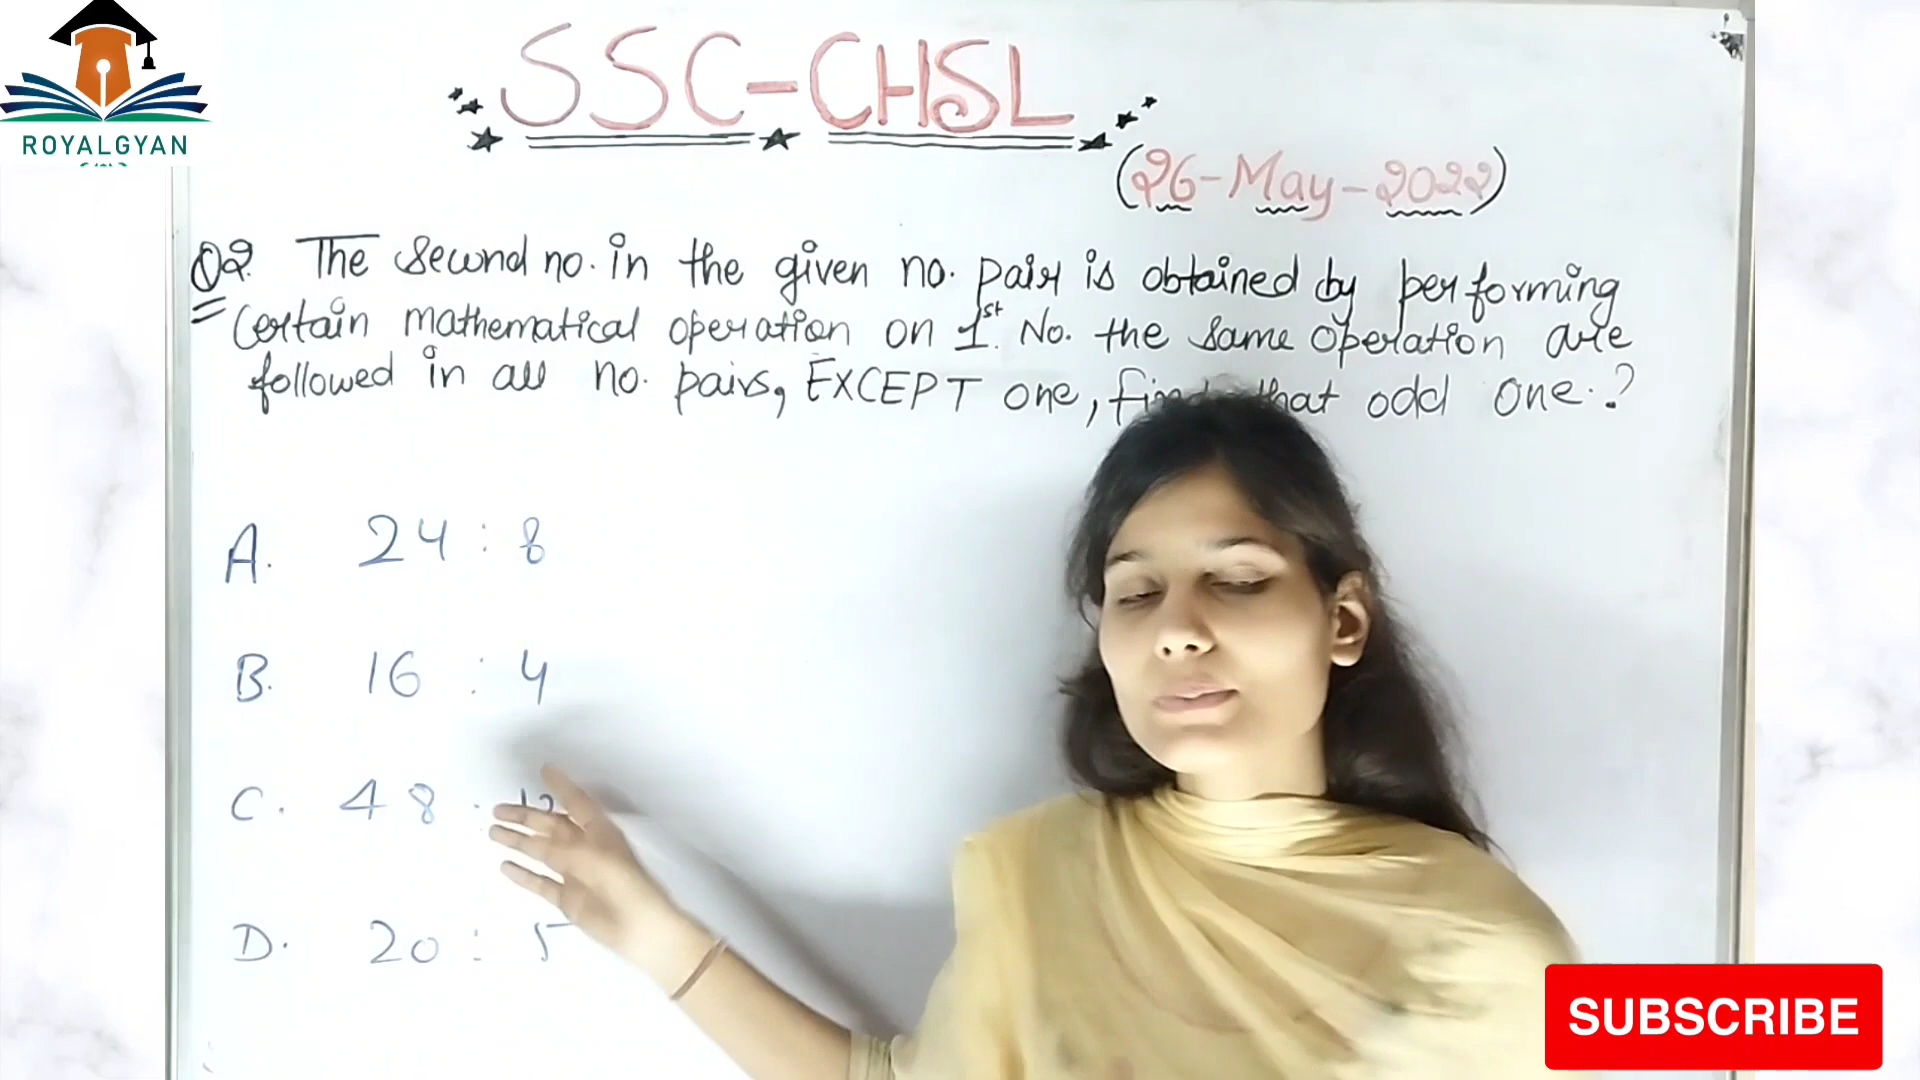 ROYALGYAN
SSC-CHSL
(26-May-2022)
Q2. The second no. in the given no. pair is obtained by performing
certain mathematical operation on 1st No. the same operation are
followed in all no. pairs, EXCEPT one, that odd one.?
A. 24 : 8
B. 16 : 4
C. 48 :
D. 20 : 5
SUBSCRIBE